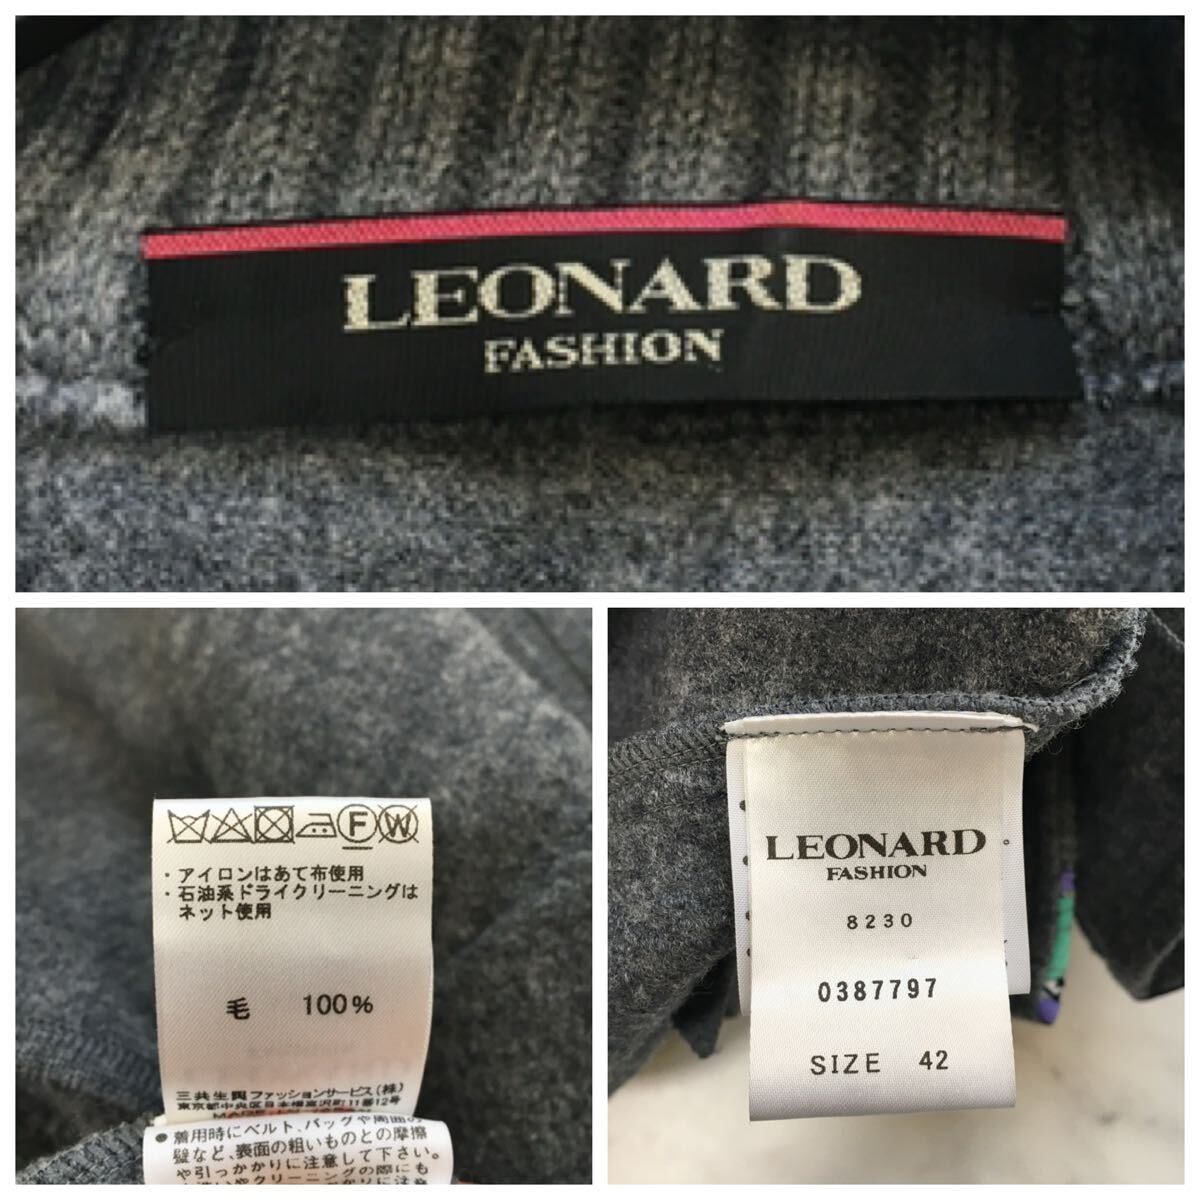 LEONARD
FASHION
F W
・アイロンはあて布使用
・石油系ドライクリーニングは
ネット使用
毛 100%
三共生興ファッションサービス(株)
東京都中央区日本橋富沢町11番12号
●着用時にベルト、バッグや周囲の
壁など、表面の粗いものとの摩擦
や引っかかりに注意して下さい。
LEONARD
FASHION
8230
0387797
SIZE 42